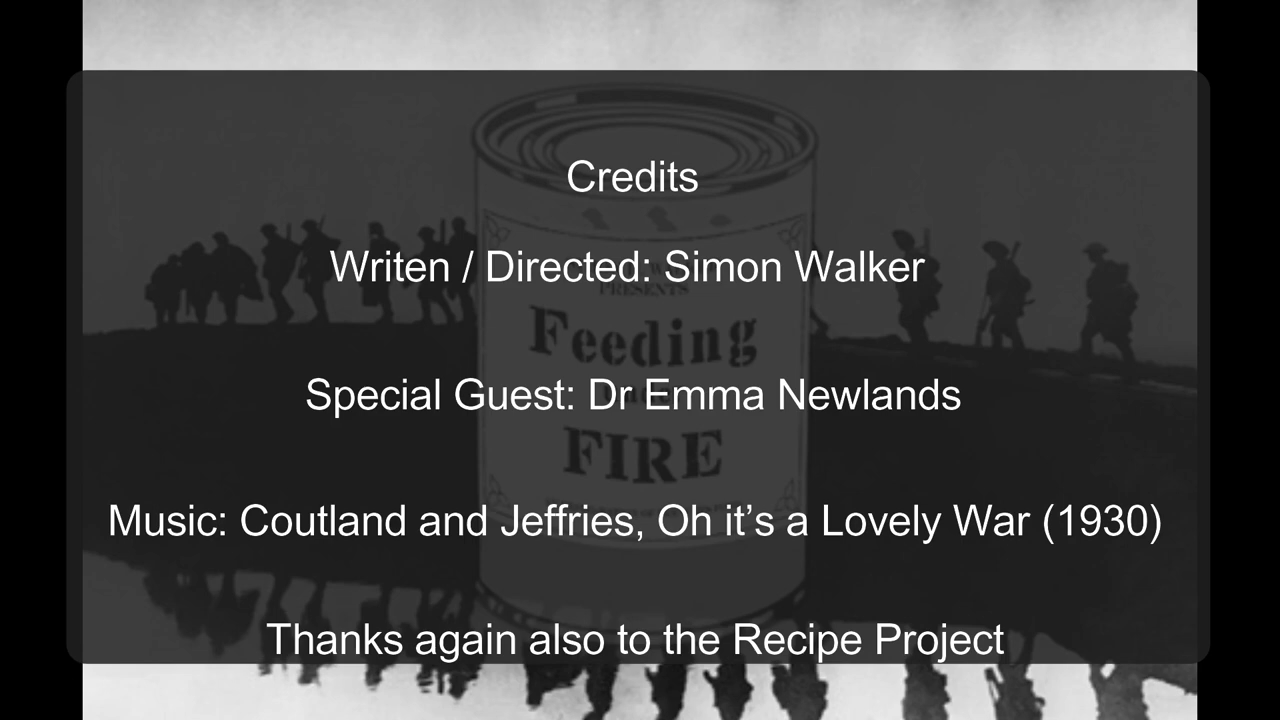 Credits
Writen / Directed: Simon Walker
PRESENTS
Feeding
Special Guest: Dr Emma Newlands
FIRE
Music: Coutland and Jeffries, Oh it’s a Lovely War (1930)
Thanks again also to the Recipe Project